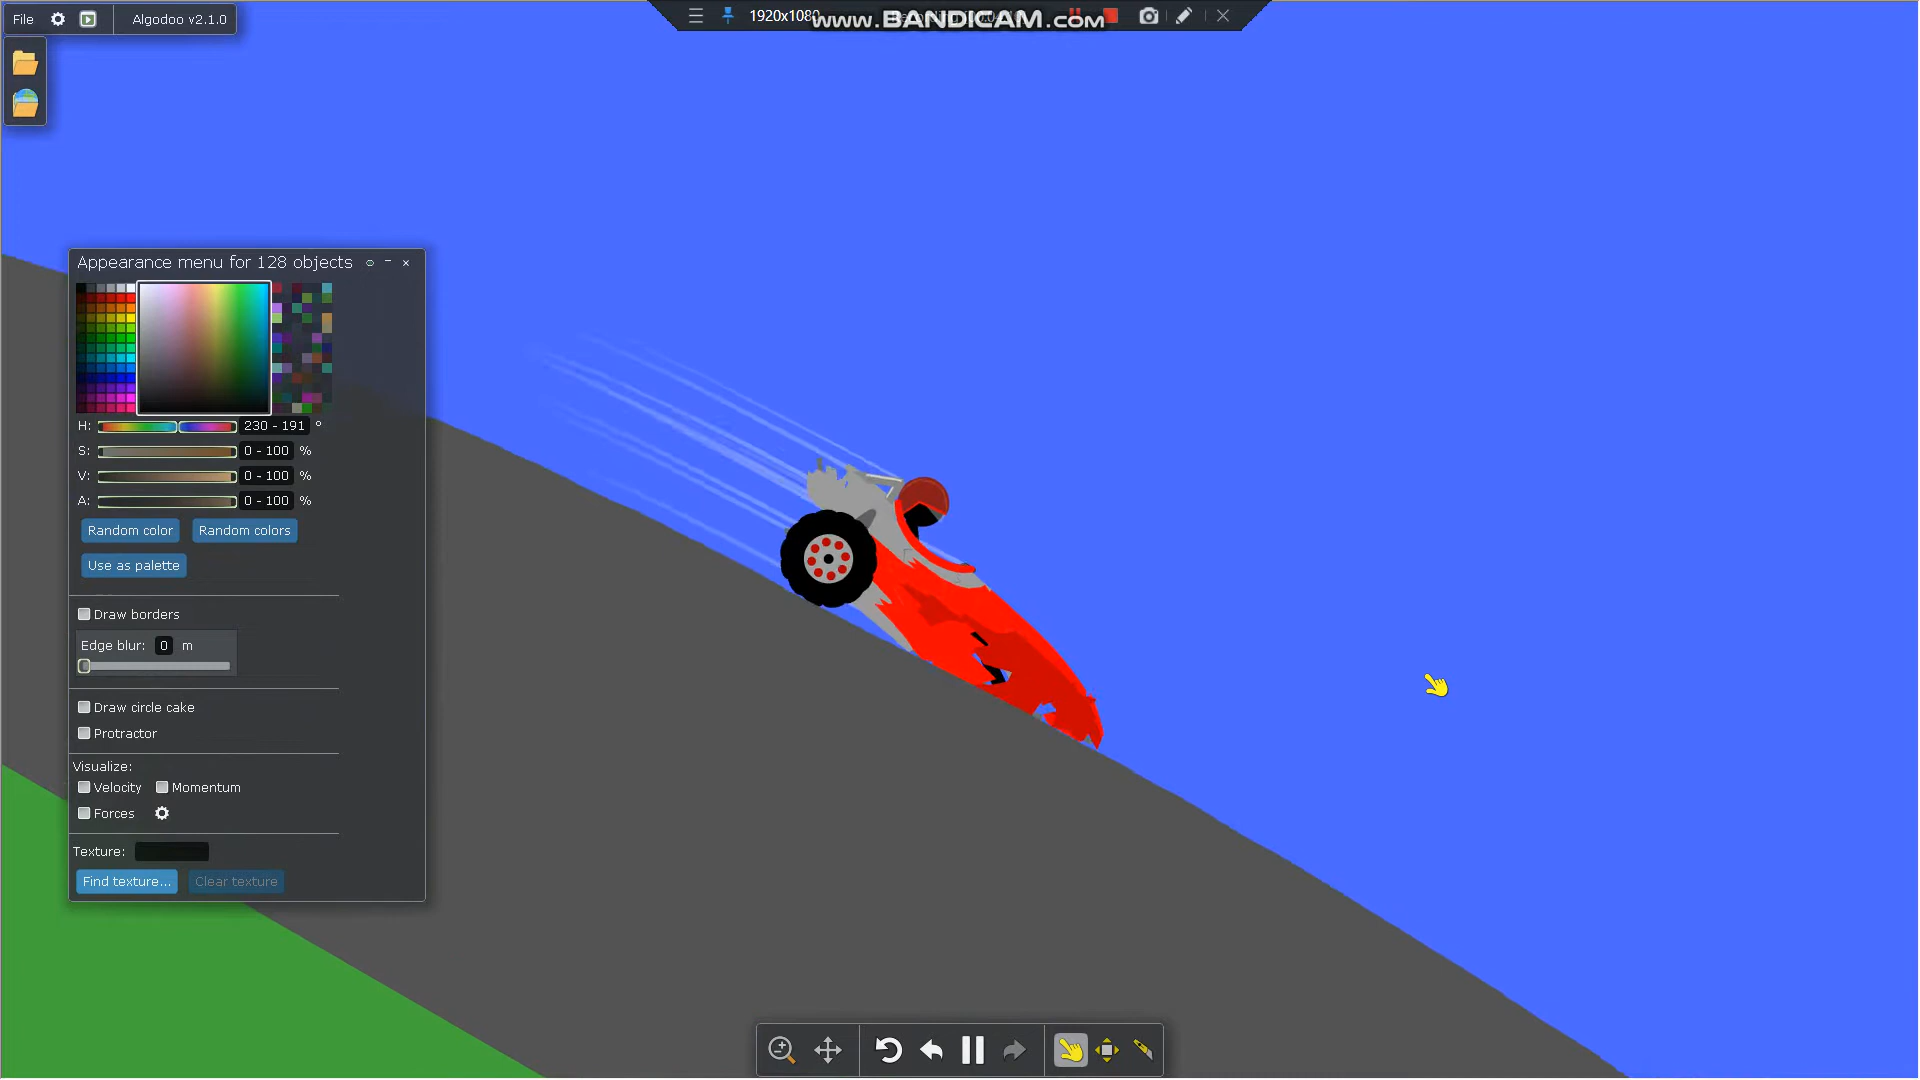 File
Algodoo v2.1.0
1920x1080
www.BANDICAM.com
Appearance menu for 128 objects
H: 230 - 191 °
S: 0 - 100 %
V: 0 - 100 %
A: 0 - 100 %
Random color Random colors
Use as palette
Draw borders
Edge blur: 0 m
Draw circle cake
Protractor
Visualize:
Velocity Momentum
Forces
Texture:
Find texture... Clear texture